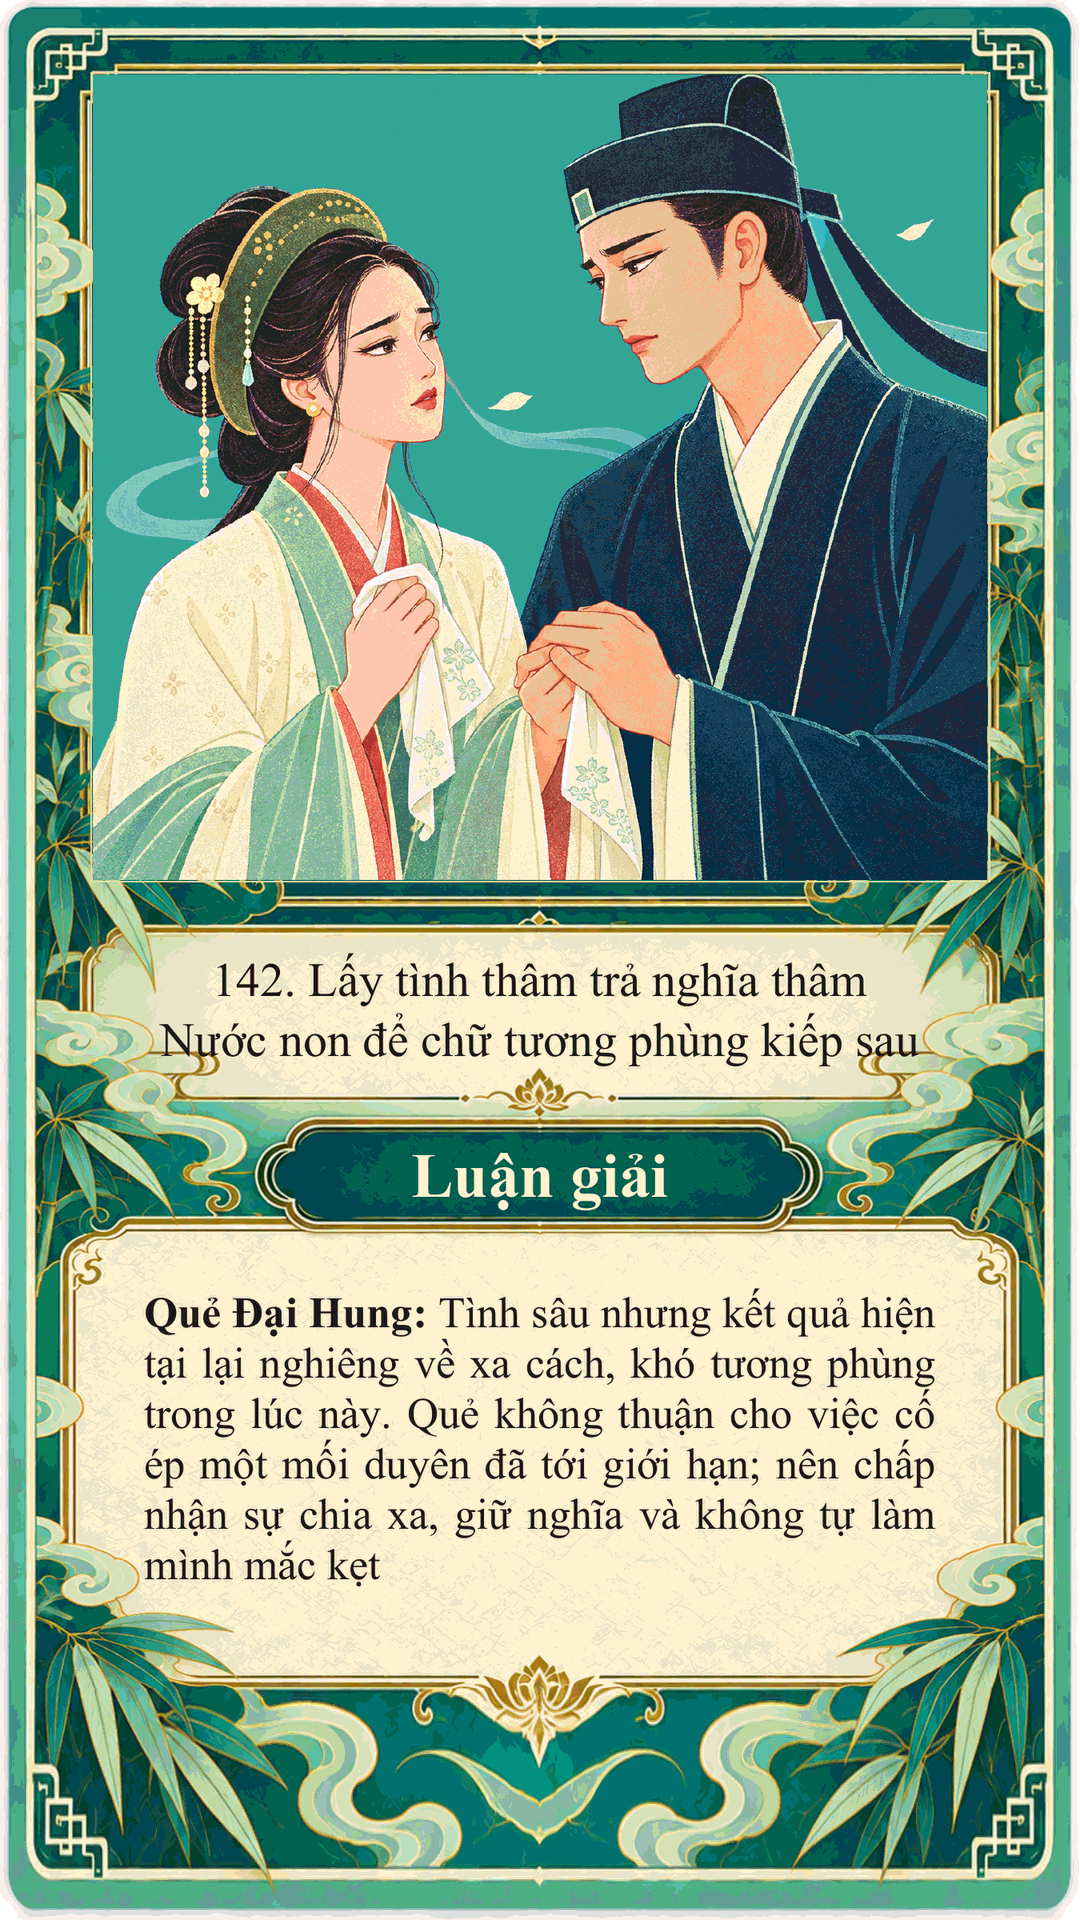 142. Lấy tình thâm trả nghĩa thâm
Nước non để chữ tương phùng kiếp sau
Luận giải
Quẻ Đại Hung: Tình sâu nhưng kết quả hiện
tại lại nghiêng về xa cách, khó tương phùng
trong lúc này. Quẻ không thuận cho việc cố
ép một mối duyên đã tới giới hạn; nên chấp
nhận sự chia xa, giữ nghĩa và không tự làm
mình mắc kẹt